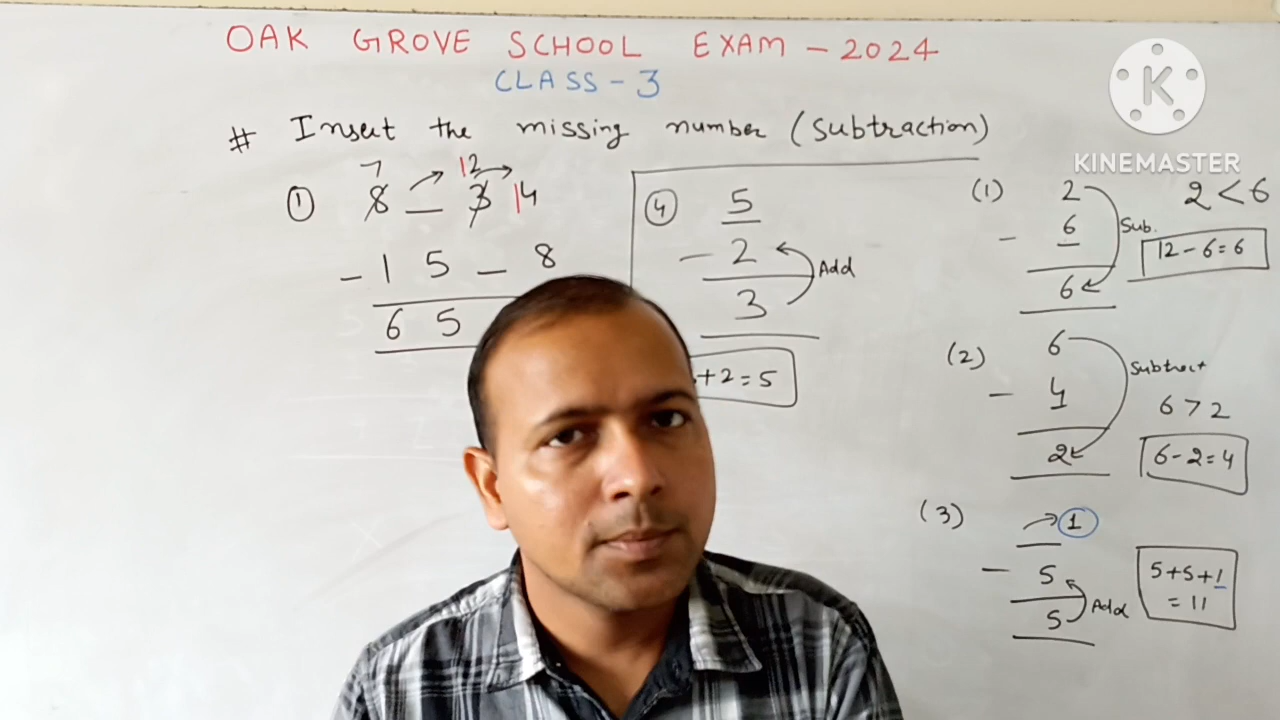 OAK GROVE SCHOOL EXAM - 2024
CLASS - 3
# Insert the missing number (Subtraction)
7 12
① 8 _ 3 14
- 1 5 _ 8
6 5
④ 5
- 2 Add
3
+ 2 = 5
(1) 2 2 < 6
- 6 Sub. 12 - 6 = 6
6
(2) 6 Subtract
- 4 6 > 2
2 6 - 2 = 4
(3) _ 1
- 5 5 + 5 + 1
5 Add = 11
K
KINEMASTER